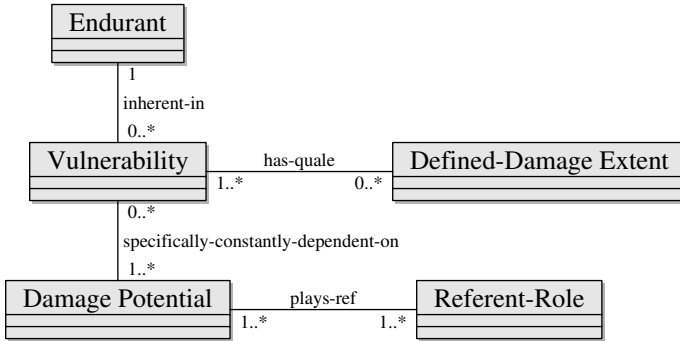 Endurant
1
inherent-in
0..*
Vulnerability
has-quale
Defined-Damage Extent
1..*
0..*
0..*
specifically-constantly-dependent-on
1..*
Damage Potential
plays-ref
Referent-Role
1..*
1..*